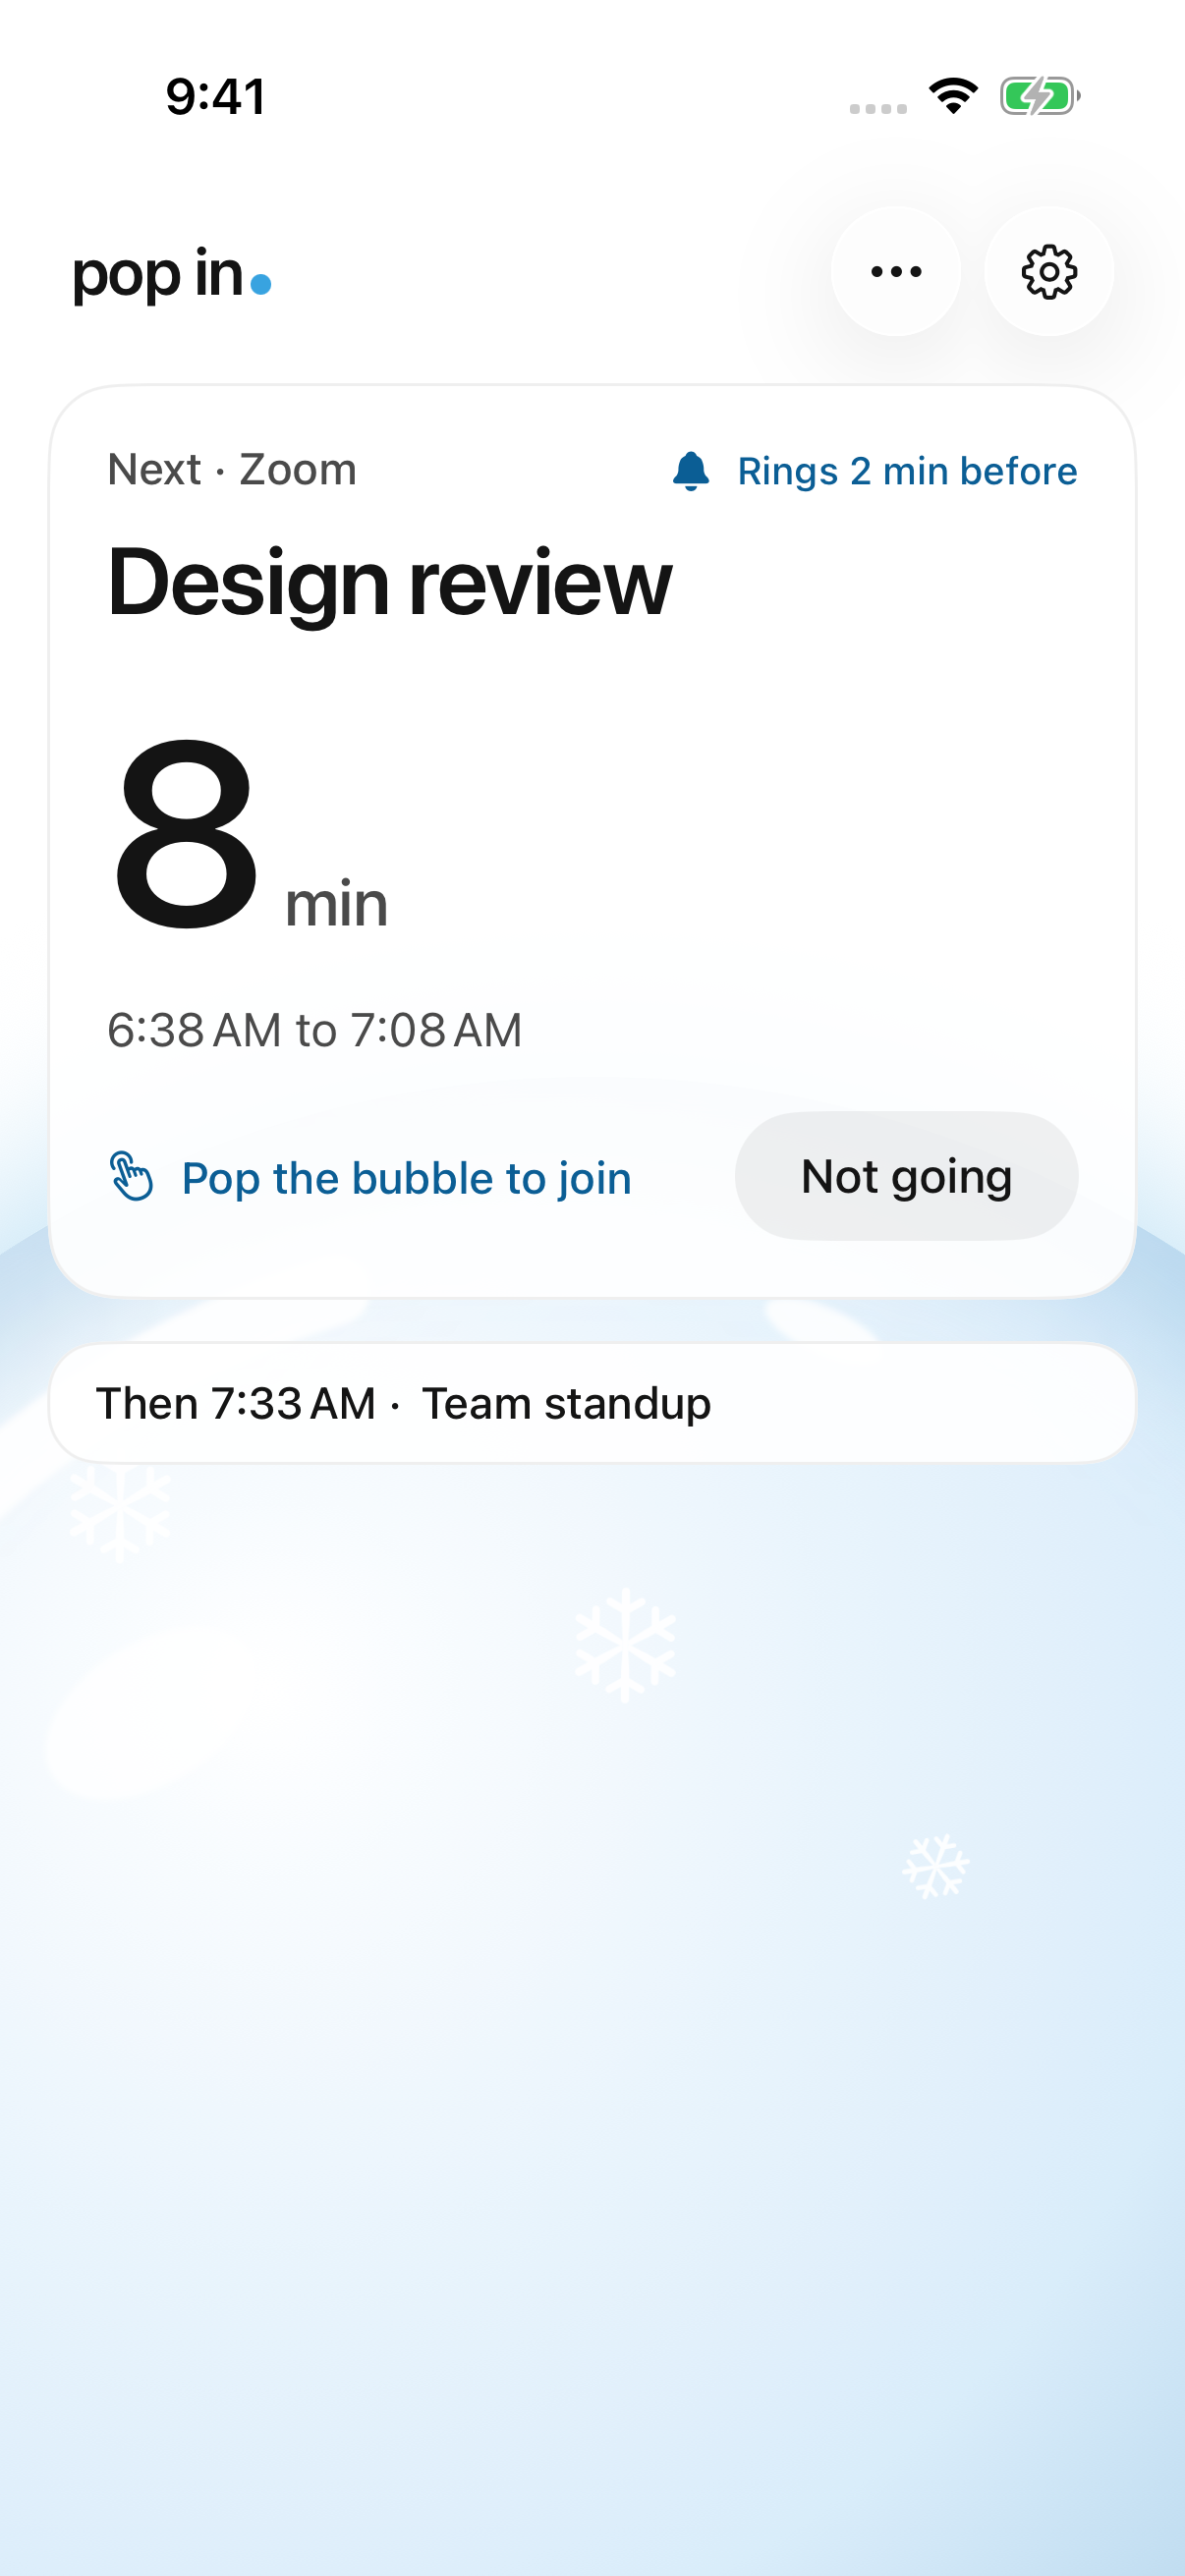 9:41
pop in
Next · Zoom
Rings 2 min before
Design review
8 min
6:38 AM to 7:08 AM
Pop the bubble to join
Not going
Then 7:33 AM · Team standup